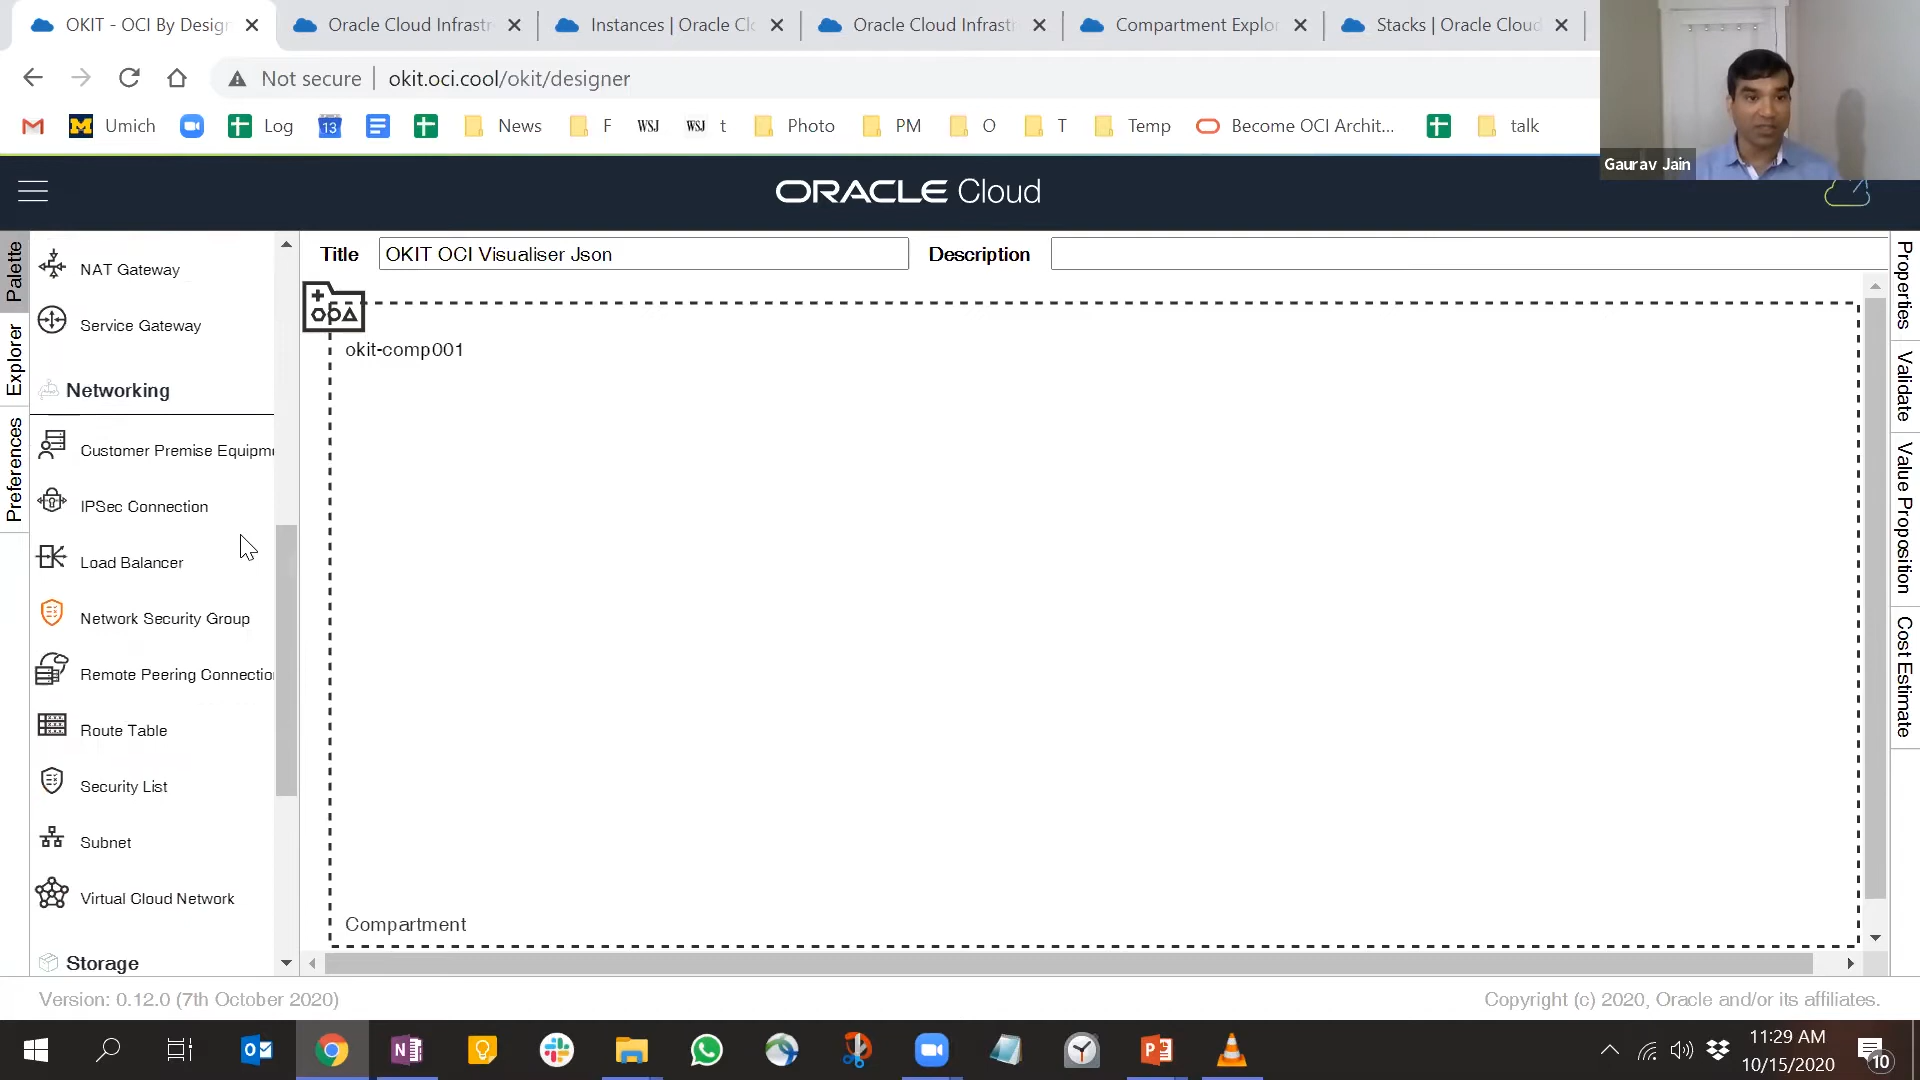 OKIT - OCI By Design
Oracle Cloud Infrast
Instances | Oracle Cl
Oracle Cloud Infrast
Compartment Explor
Stacks | Oracle Cloud
Not secure
okit.oci.cool/okit/designer
Umich
Log
13
News
F
WSJ
WSJ
t
Photo
PM
O
T
Temp
Become OCI Archit...
talk
Gaurav Jain
ORACLE Cloud
Palette
Explorer
Preferences
NAT Gateway
Service Gateway
Networking
Customer Premise Equipme
IPSec Connection
Load Balancer
Network Security Group
Remote Peering Connection
Route Table
Security List
Subnet
Virtual Cloud Network
Storage
Title
OKIT OCI Visualiser Json
Description
okit-comp001
Compartment
Properties
Validate
Value Proposition
Cost Estimate
Version: 0.12.0 (7th October 2020)
Copyright (c) 2020, Oracle and/or its affiliates.
11:29 AM
10/15/2020
10